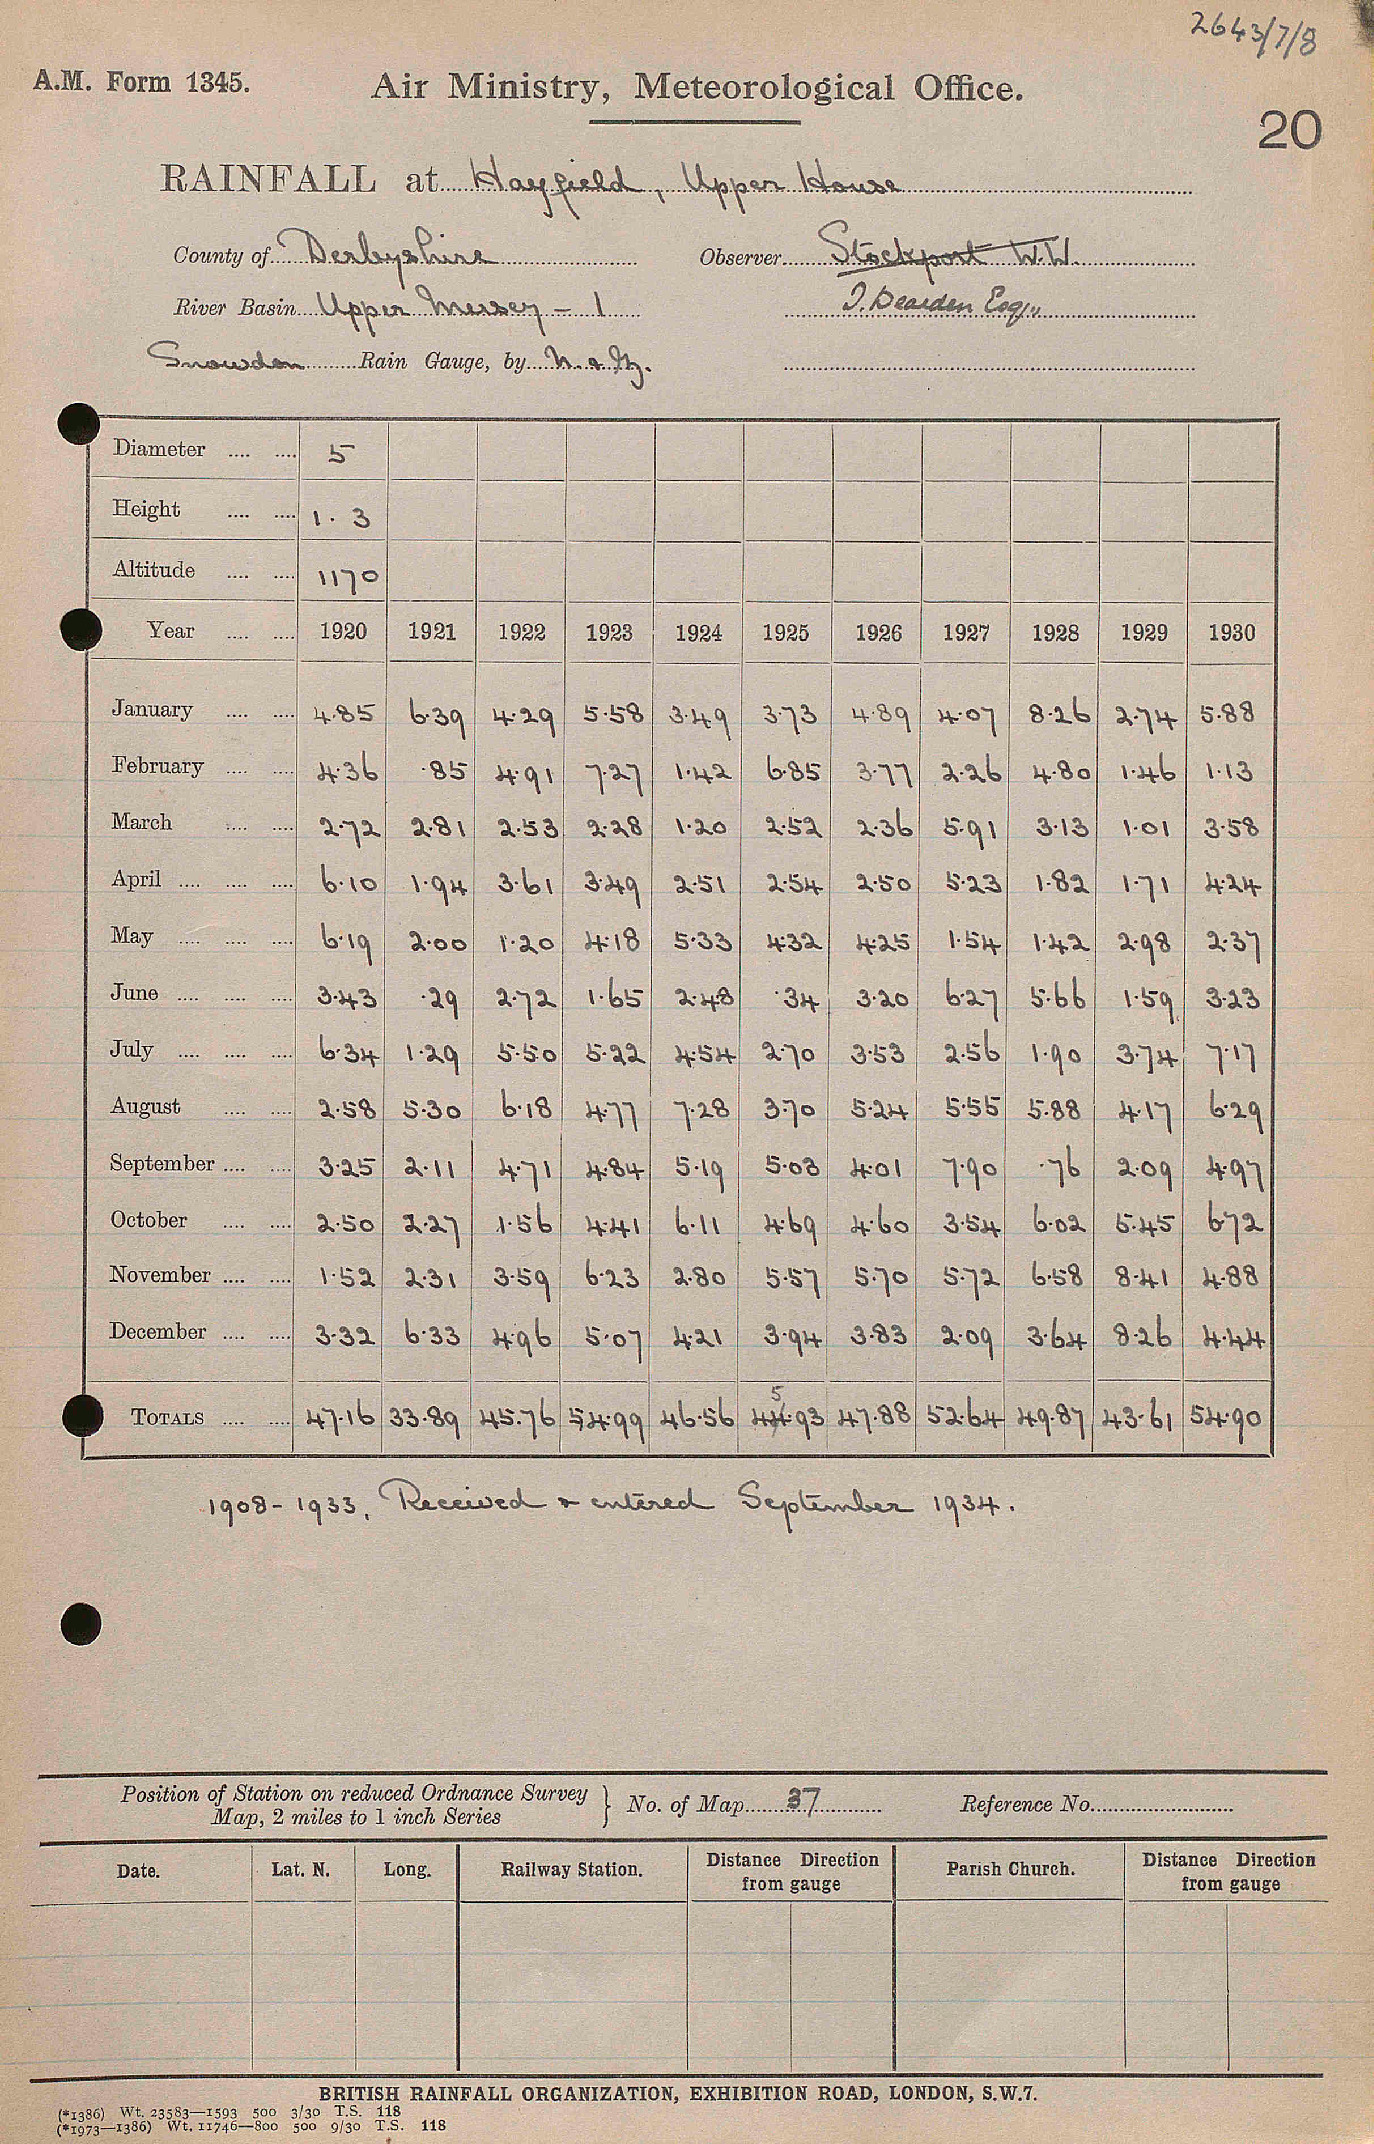 2643/7/8
A.M. Form 1345. Air Ministry, Meteorological Office.
20
RAINFALL at Hayfield, Upper House
County of Derbyshire Observer Stockport W.W.
River Basin Upper Mersey - 1 J. Dearden Esq.,
Snowdon Rain Gauge, by N. & Z.
Diameter 5
Height 1.3
Altitude 1170
Year 1920 1921 1922 1923 1924 1925 1926 1927 1928 1929 1930
January 4.85 6.39 4.29 5.58 3.49 3.73 4.89 4.07 8.26 2.74 5.88
February 4.36 .85 4.91 7.27 1.42 6.85 3.77 2.26 4.80 1.46 1.13
March 2.72 2.81 2.53 2.28 1.20 2.52 2.36 5.91 3.13 1.01 3.58
April 6.10 1.94 3.61 3.49 2.51 2.54 2.50 5.23 1.82 1.71 4.24
May 6.19 2.00 1.20 4.18 5.33 4.32 4.25 1.54 1.42 2.98 2.37
June 3.43 .29 2.72 1.65 2.48 .34 3.20 6.27 5.66 1.59 3.23
July 6.34 1.29 5.50 5.22 4.54 2.70 3.53 2.56 1.90 3.74 7.17
August 2.58 5.30 6.18 4.77 7.28 3.70 5.24 5.55 5.88 4.17 6.29
September 3.25 2.11 4.71 4.84 5.19 5.03 4.01 7.90 .76 2.09 4.97
October 2.50 2.27 1.56 4.41 6.11 4.69 4.60 3.54 6.02 5.45 6.72
November 1.52 2.31 3.59 6.23 2.80 5.57 5.70 5.72 6.58 8.41 4.88
December 3.32 6.33 4.96 5.07 4.21 3.94 3.83 2.09 3.64 8.26 4.44
5
TOTALS 47.16 33.89 45.76 54.99 46.56 44.93 47.88 52.64 49.87 43.61 54.90
1908-1933, Received & entered September 1934.
Position of Station on reduced Ordnance Survey
Map, 2 miles to 1 inch Series } No. of Map 37 Reference No.
Date. Lat. N. Long. Railway Station. Distance Direction from gauge Parish Church. Distance Direction from gauge
BRITISH RAINFALL ORGANIZATION, EXHIBITION ROAD, LONDON, S.W.7.
(*1386) Wt. 23583—1593 500 3/30 T.S. 118
(*1973—1386) Wt. 11746—800 500 9/30 T.S. 118